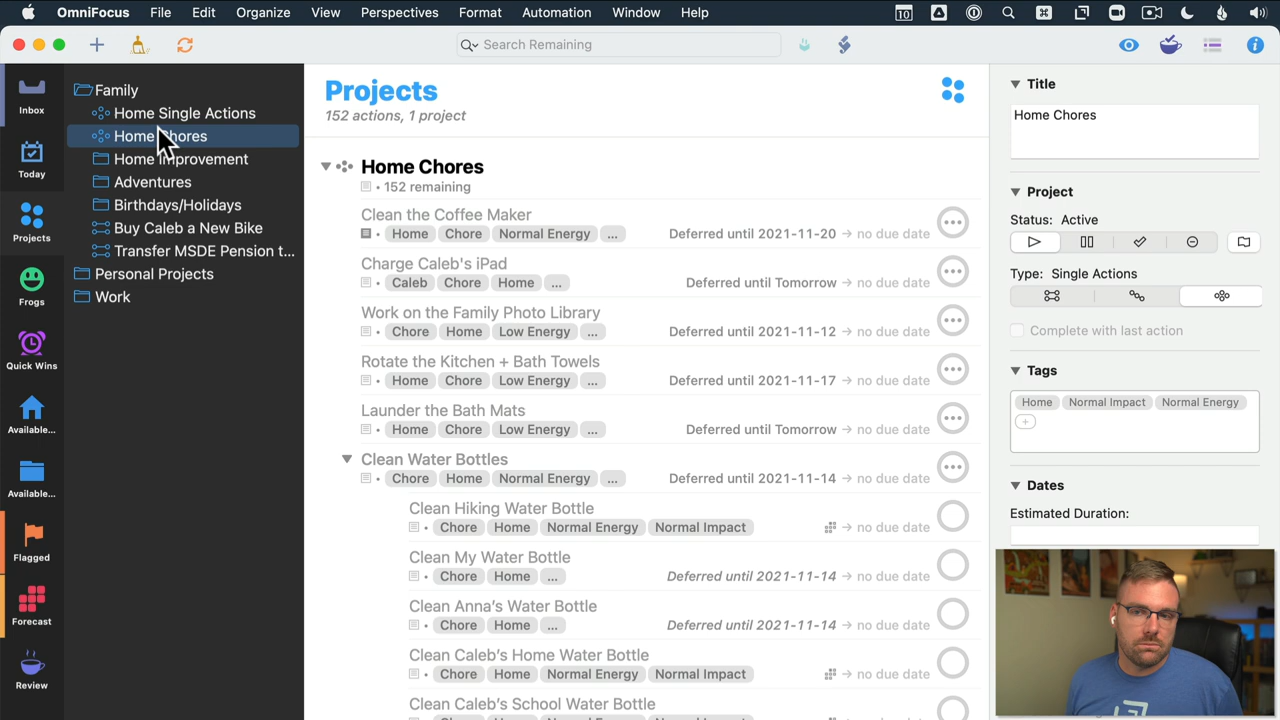 OmniFocus File Edit Organize View Perspectives Format Automation Window Help
10
Search Remaining
Inbox
Today
Projects
Frogs
Quick Wins
Available...
Available...
Flagged
Forecast
Review
Family
Home Single Actions
Home Chores
Home Improvement
Adventures
Birthdays/Holidays
Buy Caleb a New Bike
Transfer MSDE Pension t...
Personal Projects
Work
Projects
152 actions, 1 project
Home Chores
152 remaining
Clean the Coffee Maker
Home Chore Normal Energy ... Deferred until 2021-11-20 → no due date
Charge Caleb's iPad
Caleb Chore Home ... Deferred until Tomorrow → no due date
Work on the Family Photo Library
Chore Home Low Energy ... Deferred until 2021-11-12 → no due date
Rotate the Kitchen + Bath Towels
Home Chore Low Energy ... Deferred until 2021-11-17 → no due date
Launder the Bath Mats
Home Chore Low Energy ... Deferred until Tomorrow → no due date
Clean Water Bottles
Chore Home Normal Energy ... Deferred until 2021-11-14 → no due date
Clean Hiking Water Bottle
Chore Home Normal Energy Normal Impact → no due date
Clean My Water Bottle
Chore Home ... Deferred until 2021-11-14 → no due date
Clean Anna's Water Bottle
Chore Home ... Deferred until 2021-11-14 → no due date
Clean Caleb's Home Water Bottle
Chore Home Normal Energy Normal Impact → no due date
Clean Caleb's School Water Bottle
Title
Home Chores
Project
Status: Active
Type: Single Actions
Complete with last action
Tags
Home Normal Impact Normal Energy
Dates
Estimated Duration: